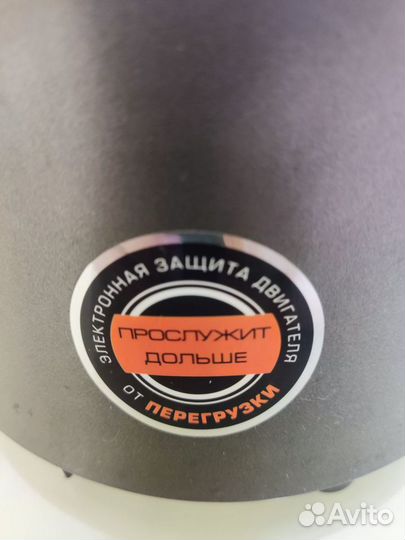 ЭЛЕКТРОННАЯ ЗАЩИТА ДВИГАТЕЛЯ
ПРОСЛУЖИТ
ДОЛЬШЕ
ОТ ПЕРЕГРУЗКИ
Avito